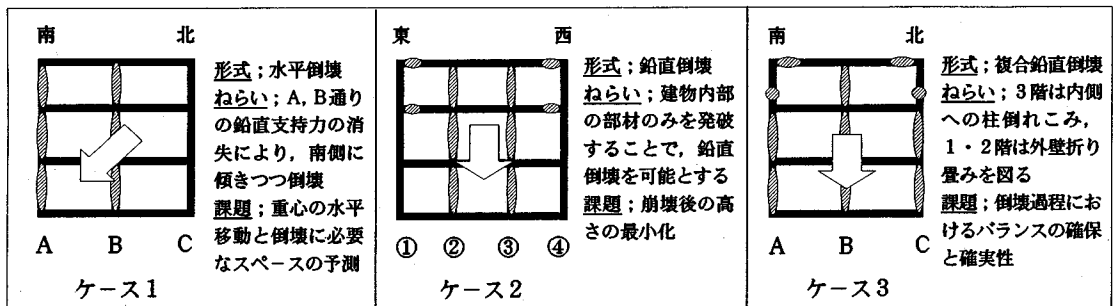 南 北
形式；水平倒壊
ねらい；A，B通り
の鉛直支持力の消
失により，南側に
傾きつつ倒壊
課題；重心の水平
移動と倒壊に必要
なスペースの予測
A B C
ケース1
東 西
形式；鉛直倒壊
ねらい；建物内部
の部材のみを発破
することで，鉛直
倒壊を可能とする
課題；崩壊後の高
さの最小化
① ② ③ ④
ケース2
南 北
形式；複合鉛直倒壊
ねらい；3階は内側
への柱倒れこみ，
1・2階は外壁折り
畳みを図る
課題；倒壊過程にお
けるバランスの確保
と確実性
A B C
ケース3